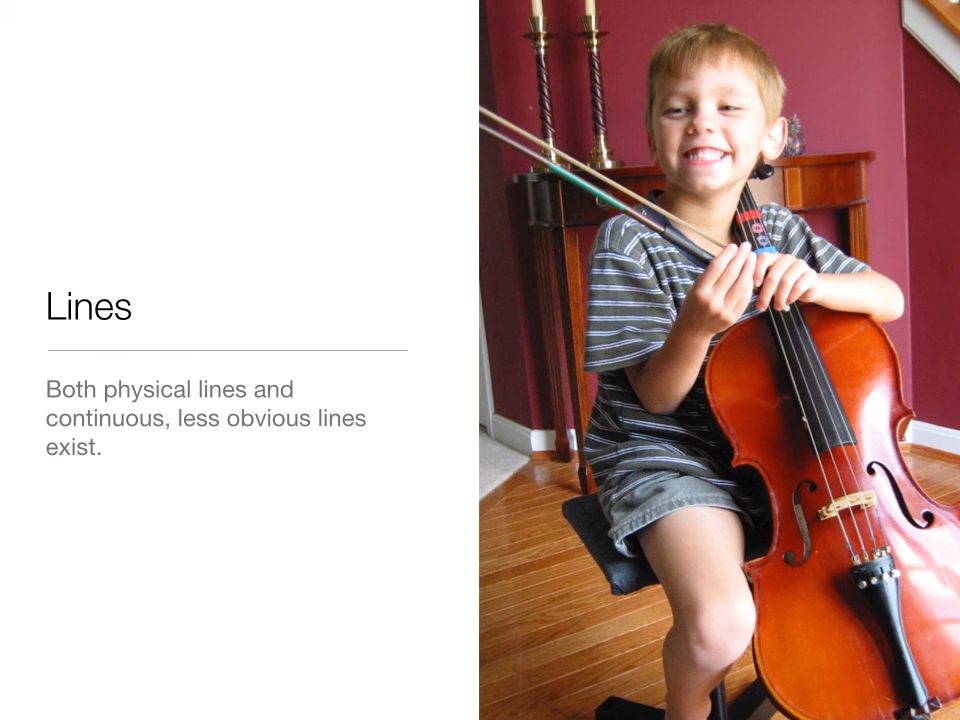 Lines
Both physical lines and
continuous, less obvious lines
exist.